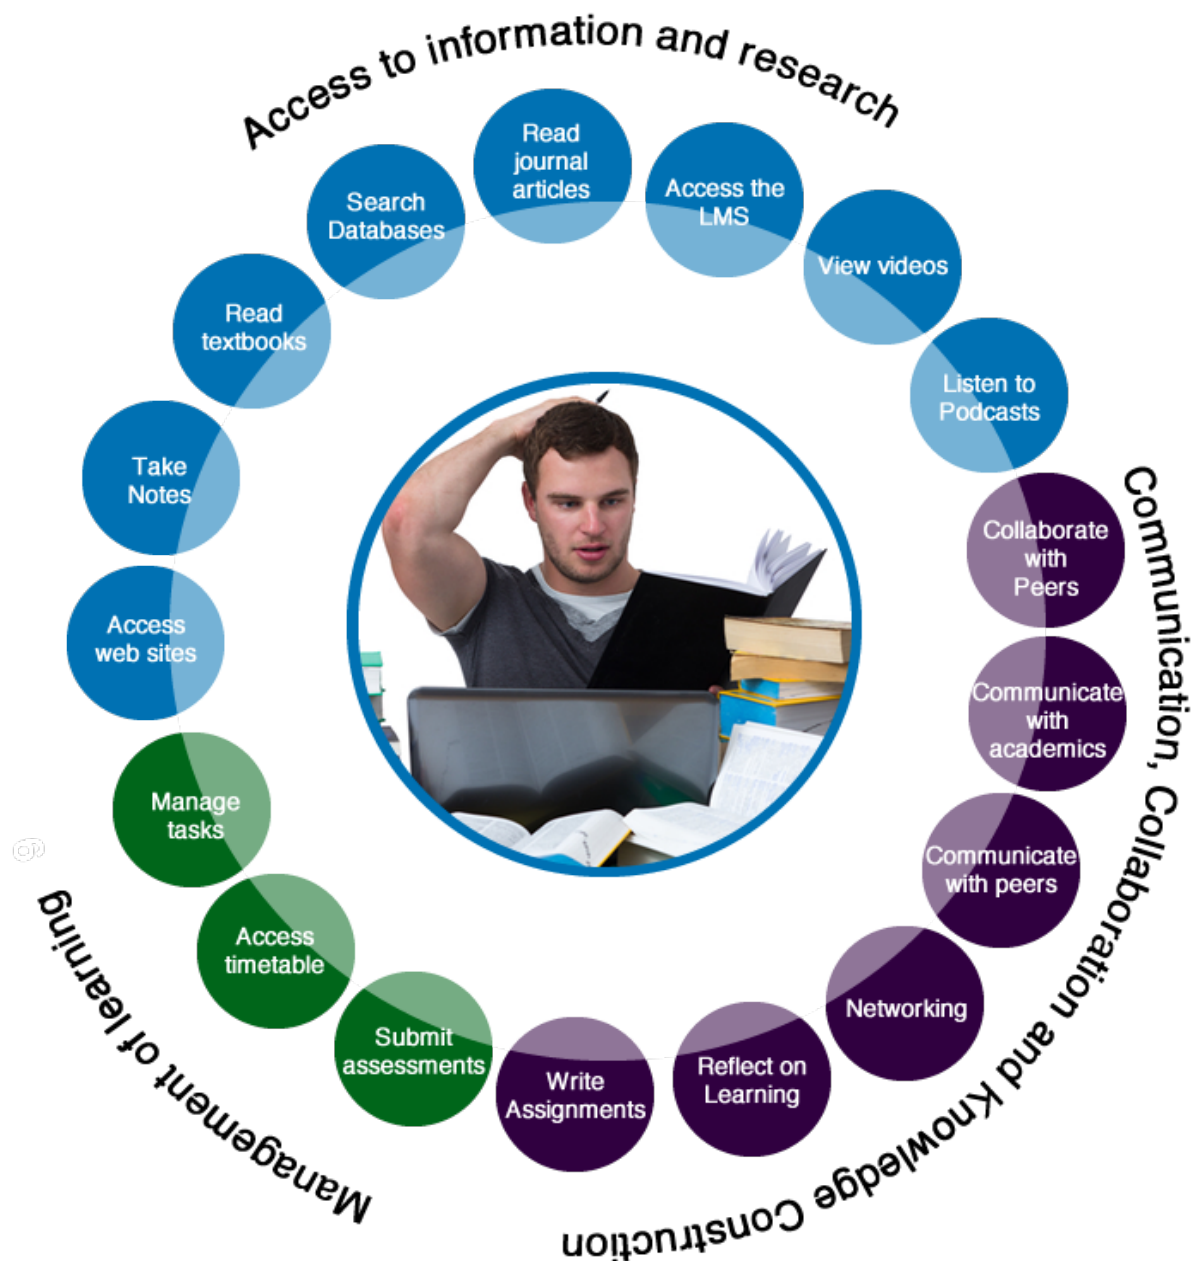 Access to information and research
Read
journal
articles
Access the
LMS
View videos
Listen to
Podcasts
Search
Databases
Read
textbooks
Take
Notes
Access
web sites
Communication, Collaboration and Knowledge Construction
Collaborate
with
Peers
Communicate
with
academics
Communicate
with peers
Networking
Reflect on
Learning
Write
Assignments
Management of learning
Manage
tasks
Access
timetable
Submit
assessments